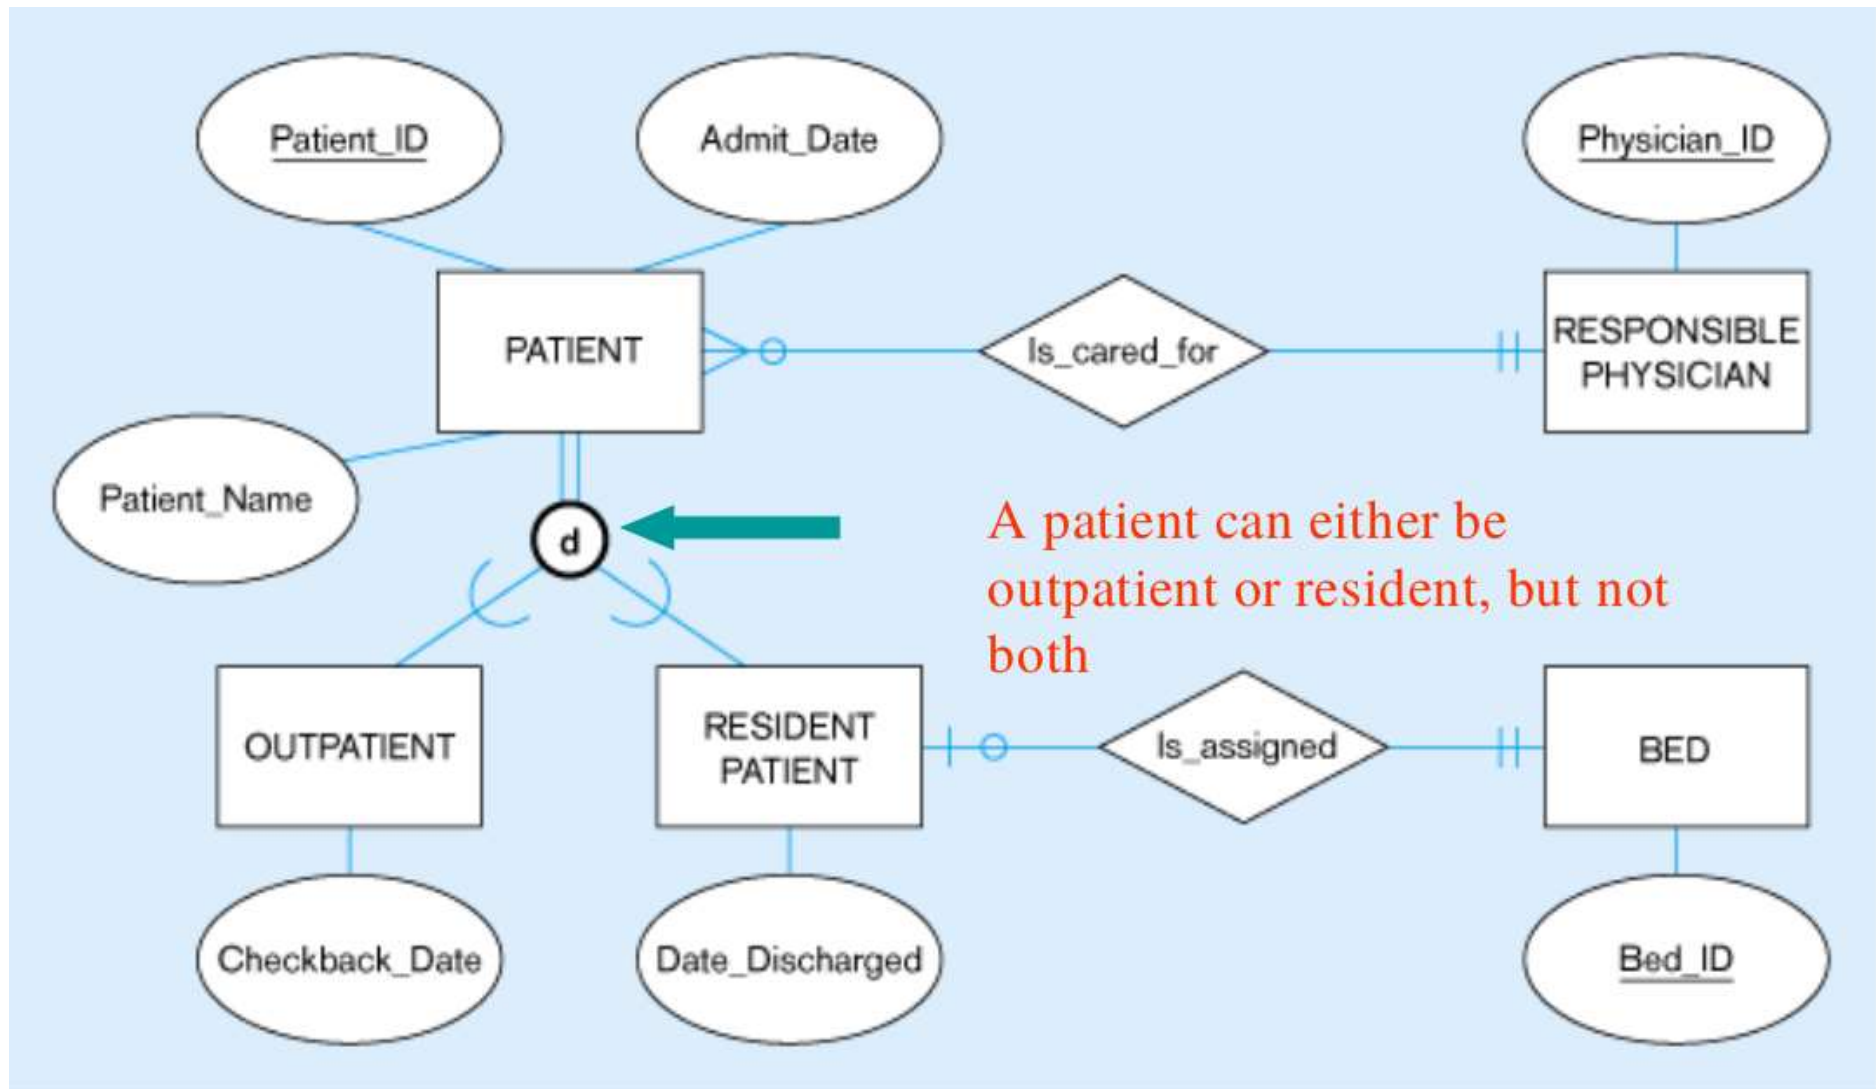 Patient_ID
Admit_Date
Physician_ID
PATIENT
Is_cared_for
RESPONSIBLE
PHYSICIAN
Patient_Name
d
A patient can either be
outpatient or resident, but not
both
OUTPATIENT
RESIDENT
PATIENT
Is_assigned
BED
Checkback_Date
Date_Discharged
Bed_ID